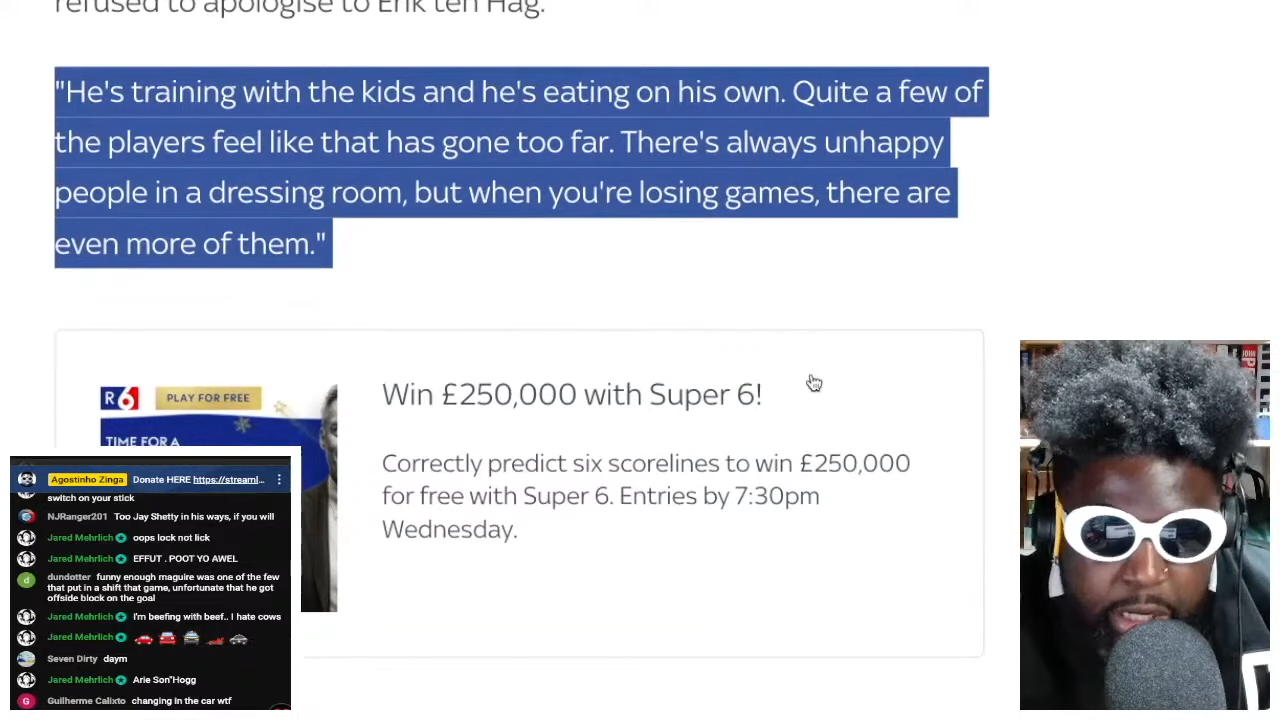 refused to apologise to Erik ten Hag.
"He's training with the kids and he's eating on his own. Quite a few of
the players feel like that has gone too far. There's always unhappy
people in a dressing room, but when you're losing games, there are
even more of them."
R6 PLAY FOR FREE
TIME FOR A
Win £250,000 with Super 6!
Correctly predict six scorelines to win £250,000
for free with Super 6. Entries by 7:30pm
Wednesday.
Agostinho Zinga Donate HERE https://streaml...
switch on your stick
NJRanger201 Too Jay Shetty in his ways, if you will
Jared Mehrlich oops lock not lick
Jared Mehrlich EFFUT . POOT YO AWEL
dundotter funny enough maguire was one of the few
that put in a shift that game, unfortunate that he got
offside block on the goal
Jared Mehrlich I'm beefing with beef.. I hate cows
Jared Mehrlich
Seven Dirty daym
Jared Mehrlich Arie Son"Hogg
Guilherme Calixto changing in the car wtf